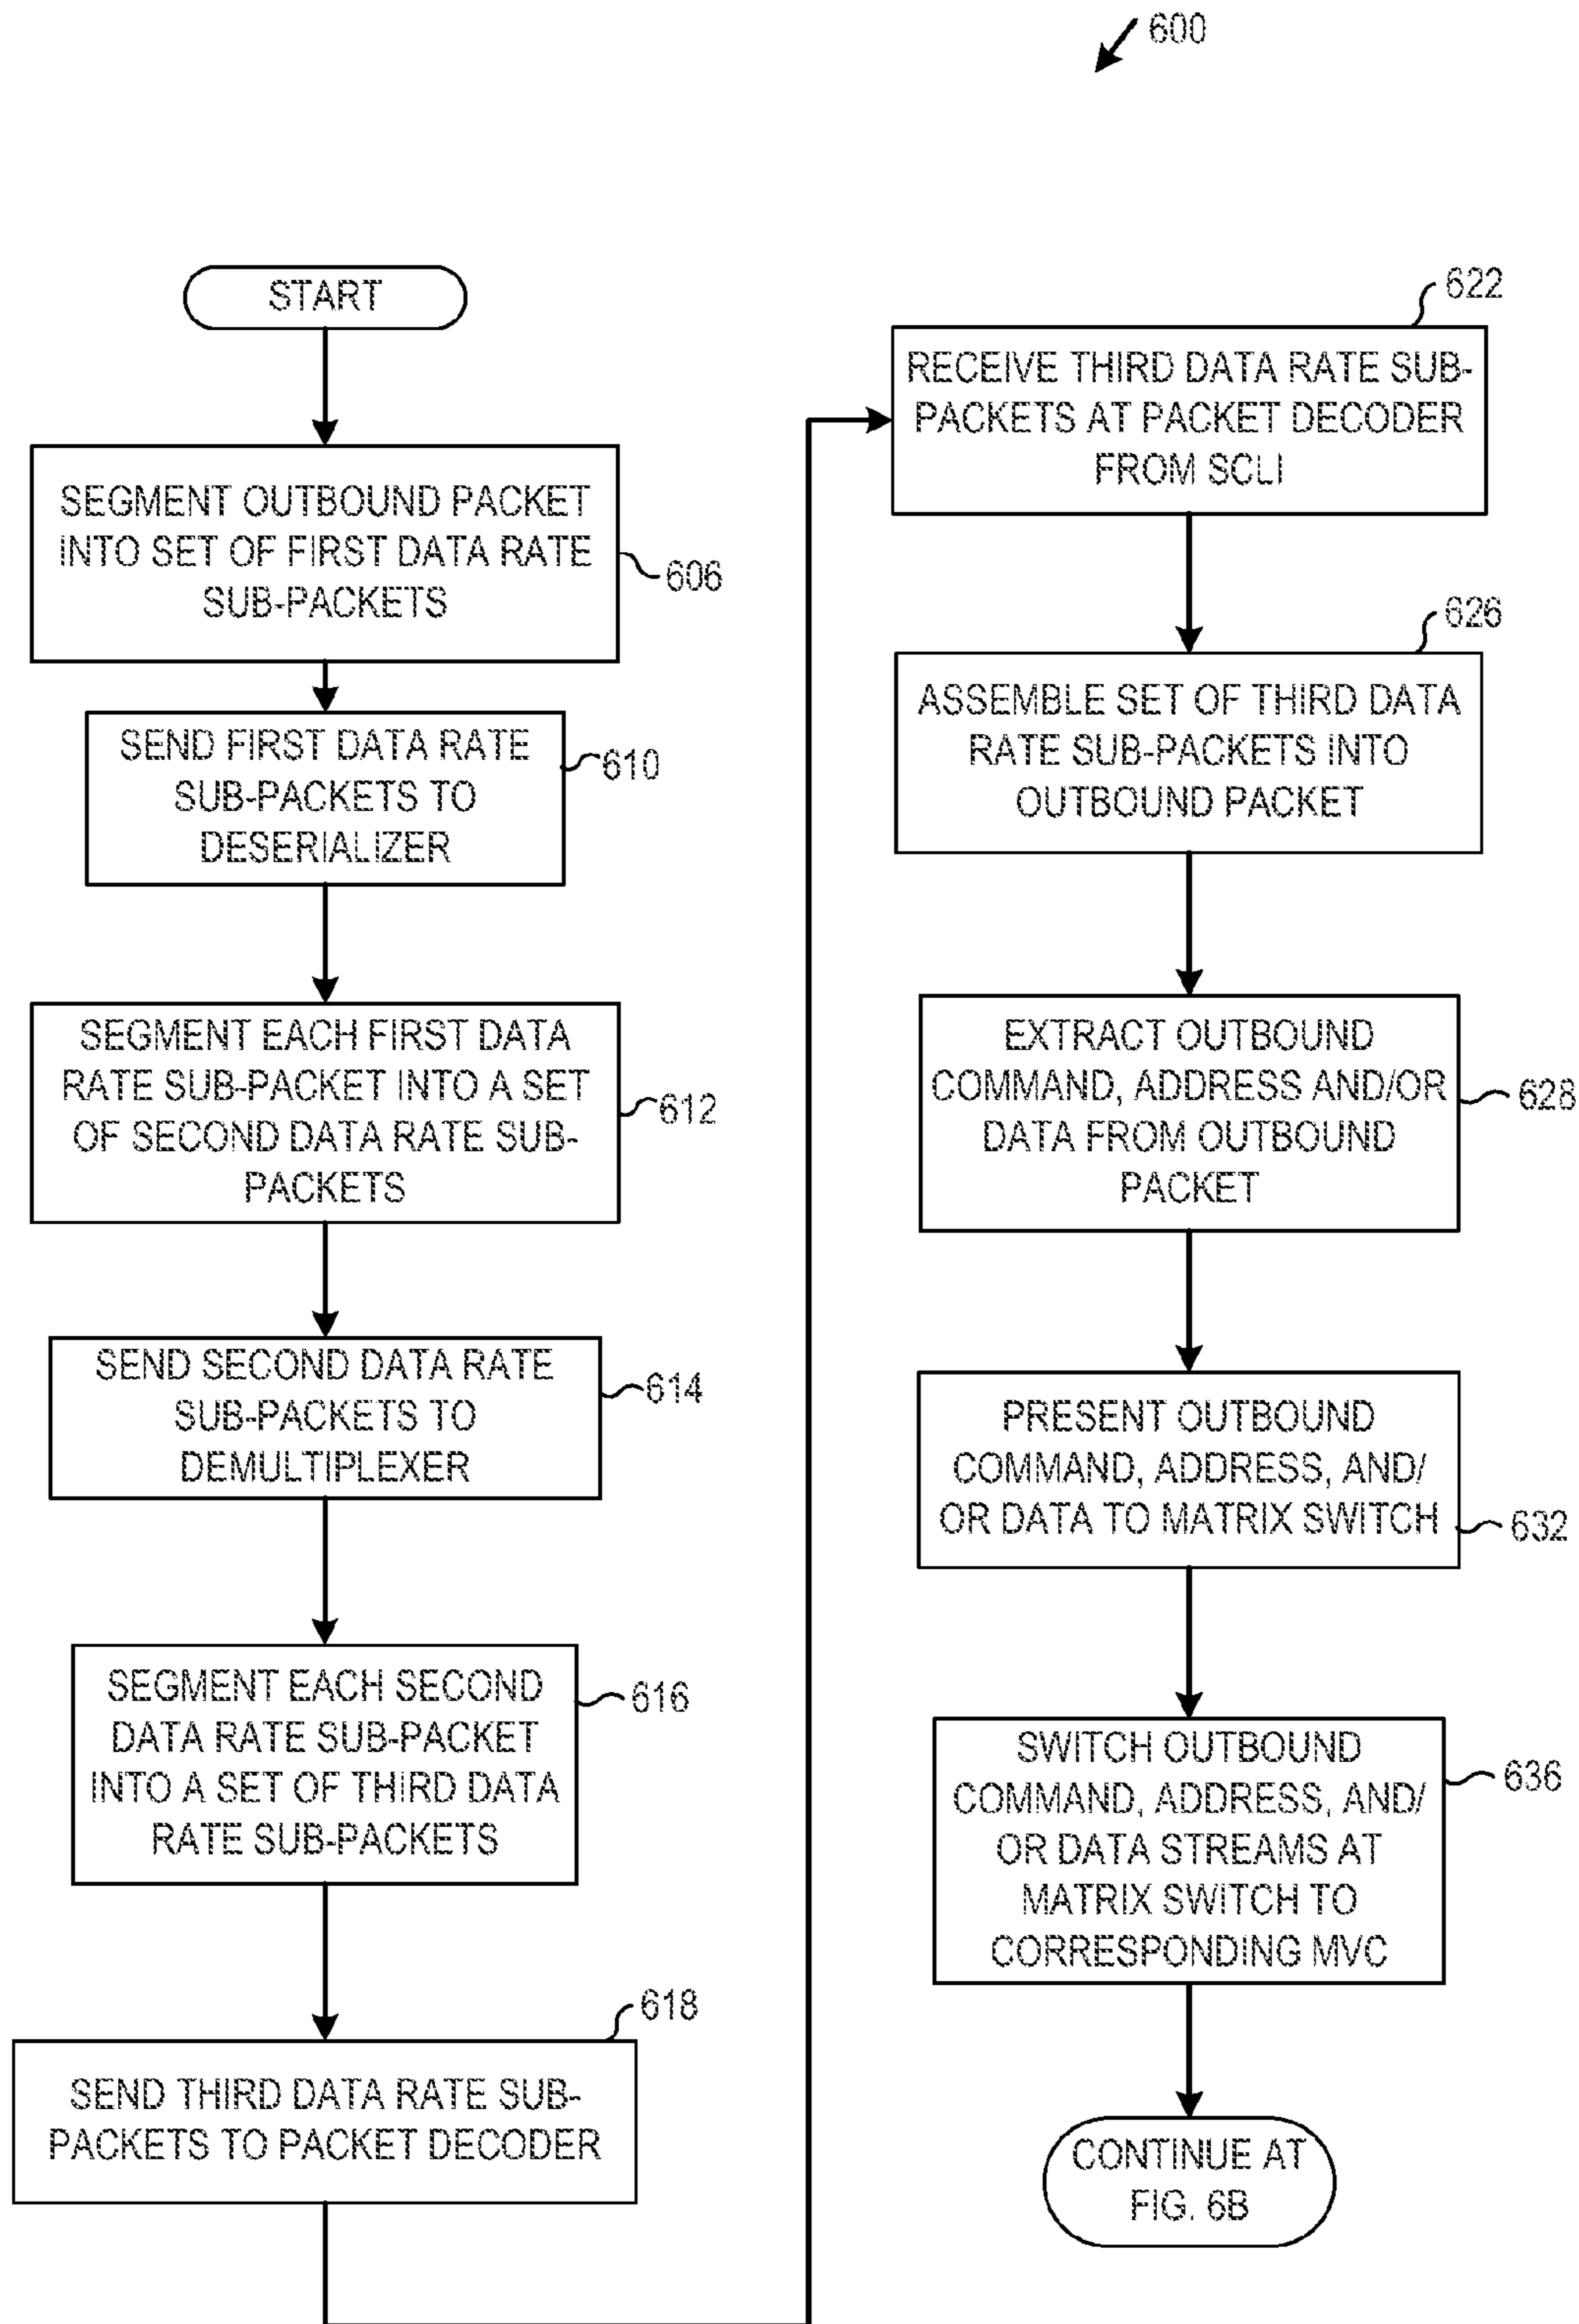 600
START
SEGMENT OUTBOUND PACKET
INTO SET OF FIRST DATA RATE
SUB-PACKETS
606
SEND FIRST DATA RATE
SUB-PACKETS TO
DESERIALIZER
610
SEGMENT EACH FIRST DATA
RATE SUB-PACKET INTO A SET
OF SECOND DATA RATE SUB-
PACKETS
612
SEND SECOND DATA RATE
SUB-PACKETS TO
DEMULTIPLEXER
614
SEGMENT EACH SECOND
DATA RATE SUB-PACKET
INTO A SET OF THIRD DATA
RATE SUB-PACKETS
616
618
SEND THIRD DATA RATE SUB-
PACKETS TO PACKET DECODER
622
RECEIVE THIRD DATA RATE SUB-
PACKETS AT PACKET DECODER
FROM SCLI
626
ASSEMBLE SET OF THIRD DATA
RATE SUB-PACKETS INTO
OUTBOUND PACKET
EXTRACT OUTBOUND
COMMAND, ADDRESS AND/OR
DATA FROM OUTBOUND
PACKET
628
PRESENT OUTBOUND
COMMAND, ADDRESS, AND/
OR DATA TO MATRIX SWITCH
632
SWITCH OUTBOUND
COMMAND, ADDRESS, AND/
OR DATA STREAMS AT
MATRIX SWITCH TO
CORRESPONDING MVC
636
CONTINUE AT
FIG. 6B